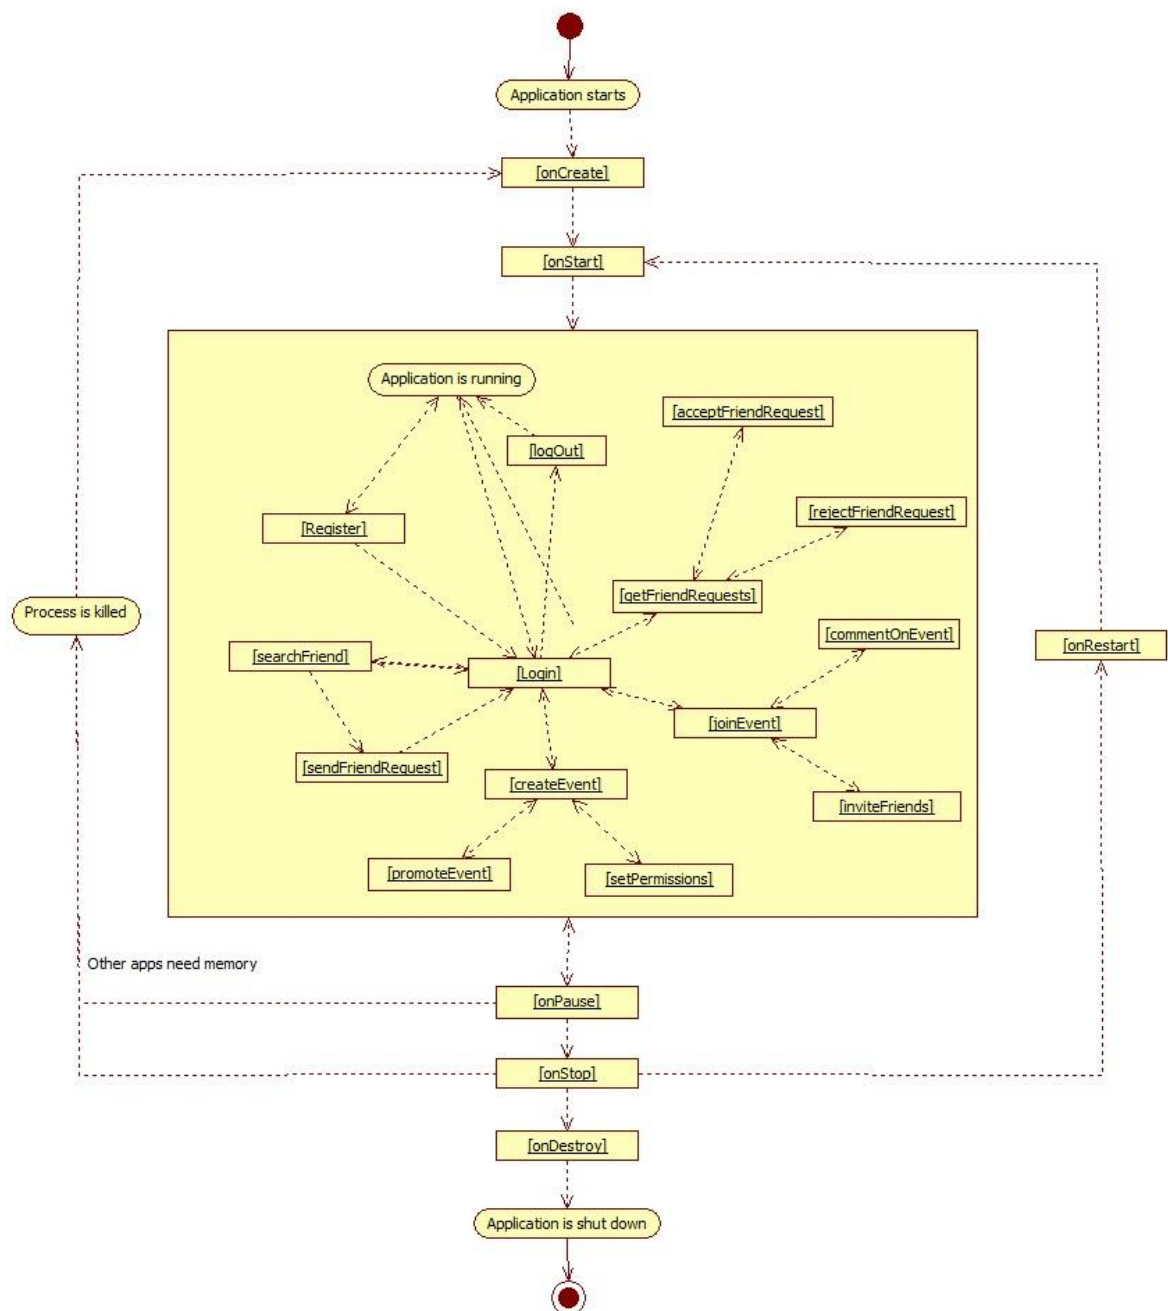 Application starts
[onCreate]
[onStart]
Application is running
[acceptFriendRequest]
[logOut]
[Register]
[rejectFriendRequest]
[getFriendRequests]
Process is killed
[commentOnEvent]
[onRestart]
[searchFriend]
[Login]
[joinEvent]
[sendFriendRequest]
[createEvent]
[inviteFriends]
[promoteEvent]
[setPermissions]
Other apps need memory
[onPause]
[onStop]
[onDestroy]
Application is shut down